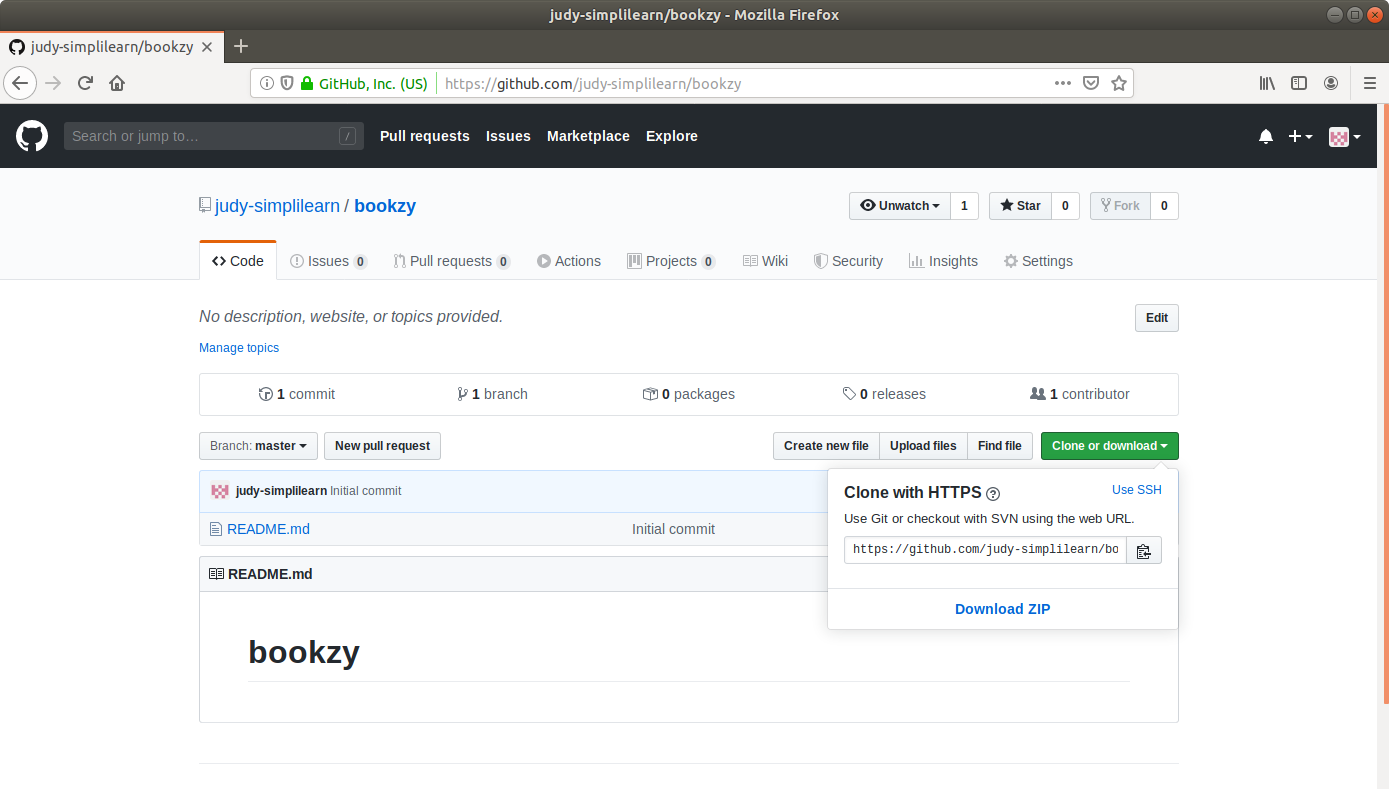 judy-simplilearn/bookzy - Mozilla Firefox
judy-simplilearn/bookzy
GitHub, Inc. (US) https://github.com/judy-simplilearn/bookzy
Search or jump to… / Pull requests Issues Marketplace Explore
judy-simplilearn / bookzy Unwatch 1 Star 0 Fork 0
Code Issues 0 Pull requests 0 Actions Projects 0 Wiki Security Insights Settings
No description, website, or topics provided. Edit
Manage topics
1 commit 1 branch 0 packages 0 releases 1 contributor
Branch: master New pull request Create new file Upload files Find file Clone or download
judy-simplilearn Initial commit
README.md Initial commit
Clone with HTTPS ? Use SSH
Use Git or checkout with SVN using the web URL.
https://github.com/judy-simplilearn/bo
Download ZIP
README.md
bookzy